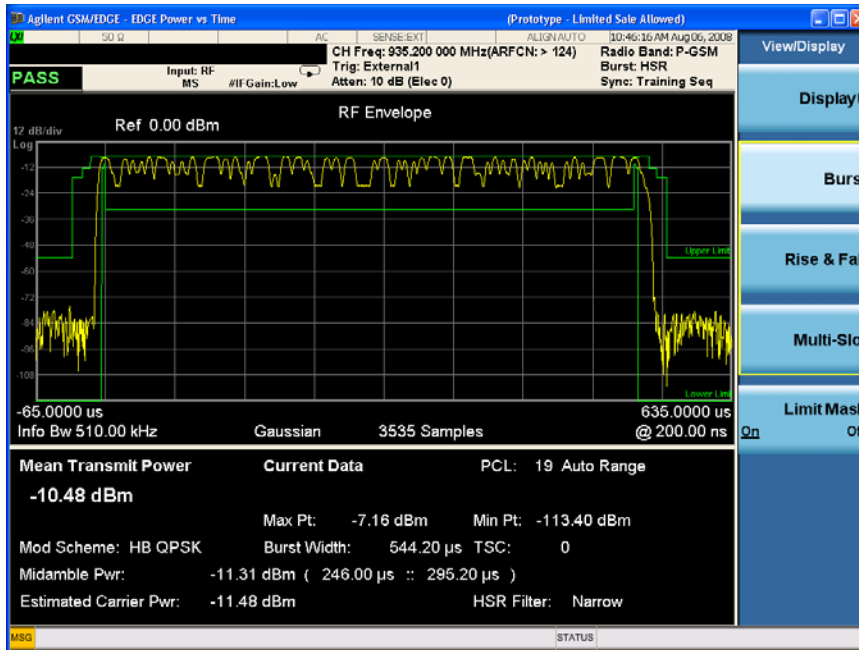 Agilent GSM/EDGE - EDGE Power vs Time (Prototype - Limited Sale Allowed)
50 Ω AC SENSE:EXT ALIGNAUTO 10:46:16 AM Aug 06, 2008
CH Freq: 935.200 000 MHz(ARFCN: > 124) Radio Band: P-GSM
Input: RF Trig: External1 Burst: HSR
PASS MS #IFGain:Low Atten: 10 dB (Elec 0) Sync: Training Seq
View/Display
Display
Burs
Rise & Fa
Multi-Slo
Limit Mas
On Of
RF Envelope
12 dB/div Ref 0.00 dBm
Log
-12
-24
-36
-48
-60
-72
-84
-96
-108
Upper Limit
Lower Limi
-65.0000 us 635.0000 us
Info Bw 510.00 kHz Gaussian 3535 Samples @ 200.00 ns
Mean Transmit Power Current Data PCL: 19 Auto Range
-10.48 dBm
Max Pt: -7.16 dBm Min Pt: -113.40 dBm
Mod Scheme: HB QPSK Burst Width: 544.20 µs TSC: 0
Midamble Pwr: -11.31 dBm ( 246.00 µs :: 295.20 µs )
Estimated Carrier Pwr: -11.48 dBm HSR Filter: Narrow
MSG STATUS